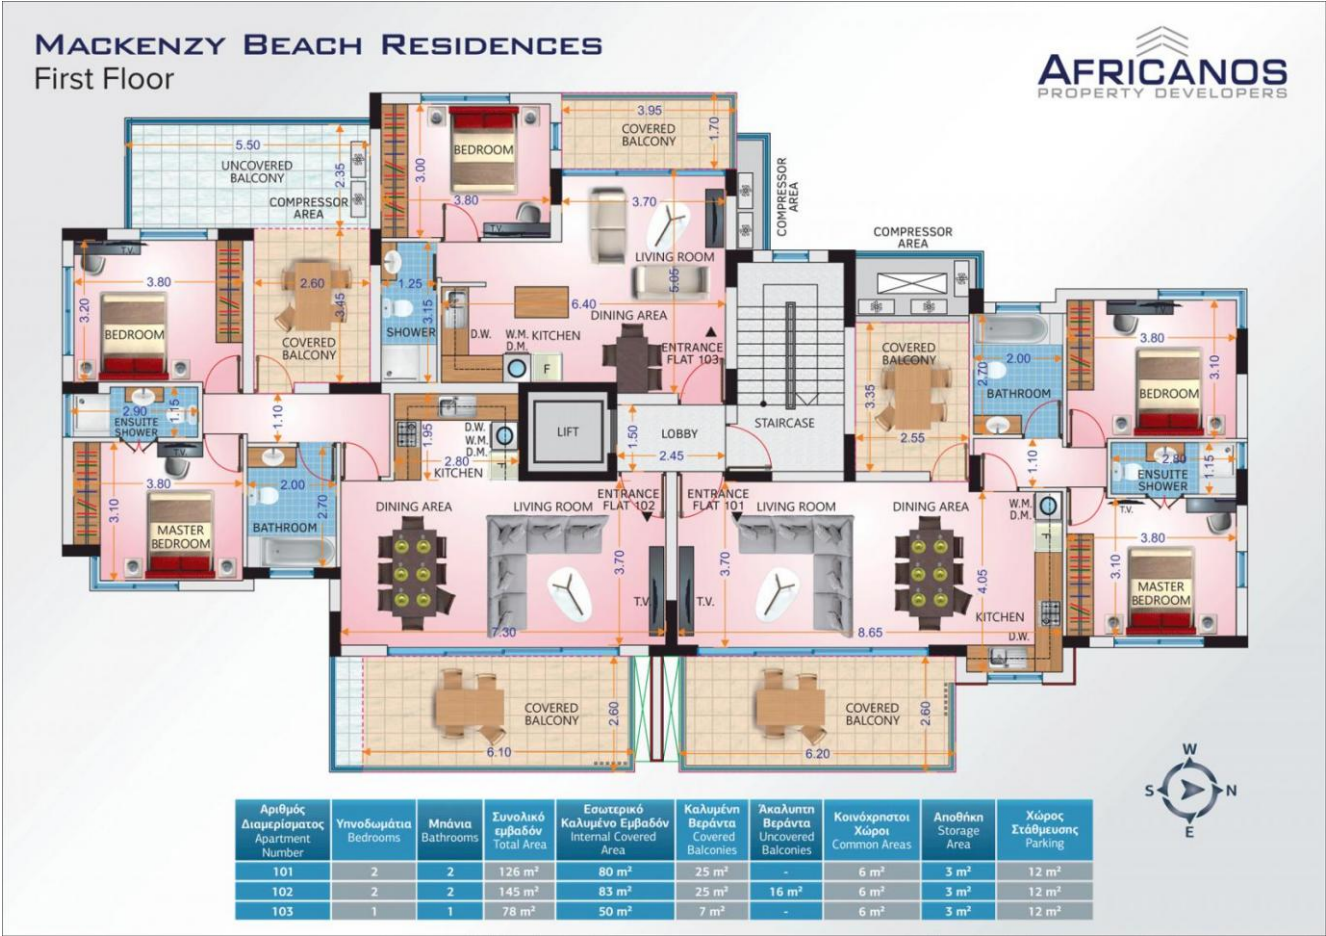 MACKENZY BEACH RESIDENCES
First Floor
AFRICANOS
PROPERTY DEVELOPERS
5.50
UNCOVERED
BALCONY
2.35
COMPRESSOR
AREA
BEDROOM
3.00
3.80
T.V.
3.95
COVERED
BALCONY
1.70
COMPRESSOR
AREA
3.70
LIVING ROOM
5.05
6.40
DINING AREA
ENTRANCE
FLAT 103
1.25
3.15
SHOWER
D.W.
W.M.
D.M.
KITCHEN
F
T.V.
3.80
3.20
BEDROOM
2.60
3.45
COVERED
BALCONY
COMPRESSOR
AREA
COVERED
BALCONY
3.35
2.55
2.00
2.70
BATHROOM
3.80
3.10
BEDROOM
2.90
1.15
ENSUITE
SHOWER
1.10
T.V.
3.80
3.10
MASTER
BEDROOM
2.00
2.70
BATHROOM
1.95
D.W.
W.M.
D.M.
2.80
KITCHEN
F
LIFT
1.50
LOBBY
2.45
STAIRCASE
1.10
2.80
1.15
ENSUITE
SHOWER
T.V.
3.80
3.10
MASTER
BEDROOM
DINING AREA
LIVING ROOM
ENTRANCE
FLAT 102
3.70
T.V.
7.30
ENTRANCE
FLAT 101
LIVING ROOM
DINING AREA
3.70
T.V.
8.65
W.M.
D.M.
F
4.05
KITCHEN
D.W.
COVERED
BALCONY
2.60
6.10
COVERED
BALCONY
2.60
6.20
W
S N
E
Αριθμός
Διαμερίσματος
Apartment
Number
Υπνοδωμάτια
Bedrooms
Μπάνια
Bathrooms
Συνολικό
εμβαδόν
Total Area
Εσωτερικό
Καλυμένο Εμβαδόν
Internal Covered
Area
Καλυμένη
Βεράντα
Covered
Balconies
Άκαλυπτη
Βεράντα
Uncovered
Balconies
Κοινόχρηστοι
Χώροι
Common Areas
Αποθήκη
Storage
Area
Χώρος
Στάθμευσης
Parking
101 2 2 126 m² 80 m² 25 m² - 6 m² 3 m² 12 m²
102 2 2 145 m² 83 m² 25 m² 16 m² 6 m² 3 m² 12 m²
103 1 1 78 m² 50 m² 7 m² - 6 m² 3 m² 12 m²